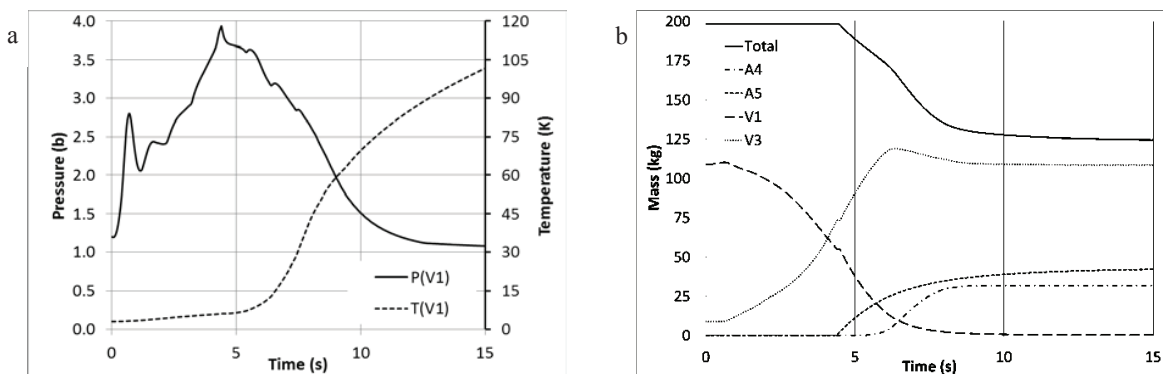 a
Pressure (b)
4.0
3.5
3.0
2.5
2.0
1.5
1.0
0.5
0.0
120
105
90
75
60
45
30
15
0
Temperature (K)
P(V1)
T(V1)
0 5 10 15
Time (s)
b
Mass (kg)
200
175
150
125
100
75
50
25
0
Total
A4
A5
V1
V3
0 5 10 15
Time (s)